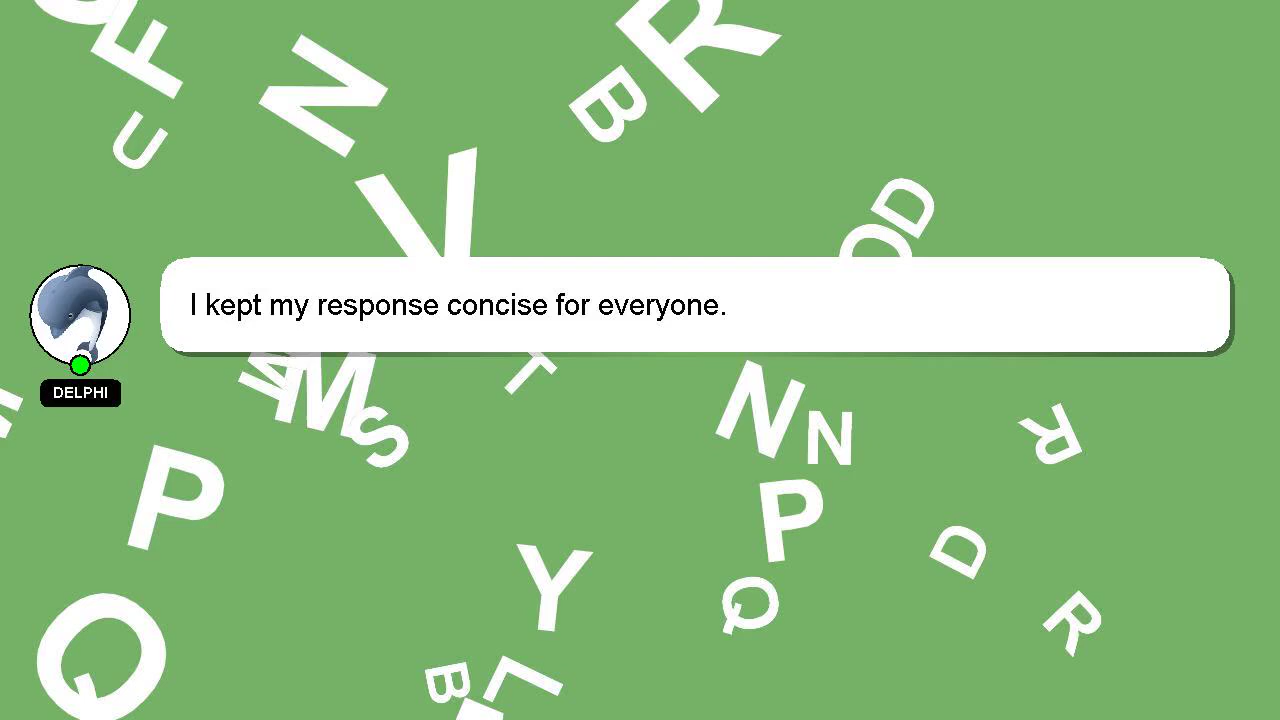 I kept my response concise for everyone.
DELPHI
F
U
N
B
R
V
D
O
M
M
S
T
N
N
R
P
P
Y
D
Q
Q
R
B
L